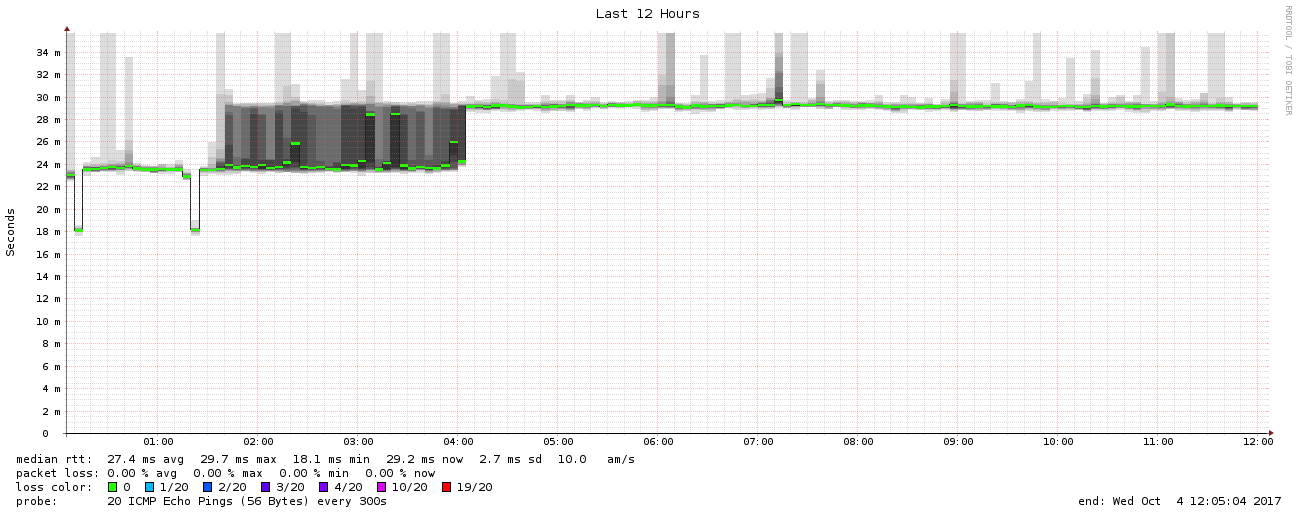 Last 12 Hours
RRDTOOL / TOBI OETIKER
Seconds
34 m
32 m
30 m
28 m
26 m
24 m
22 m
20 m
18 m
16 m
14 m
12 m
10 m
8 m
6 m
4 m
2 m
0
01:00 02:00 03:00 04:00 05:00 06:00 07:00 08:00 09:00 10:00 11:00 12:00
median rtt: 27.4 ms avg 29.7 ms max 18.1 ms min 29.2 ms now 2.7 ms sd 10.0 am/s
packet loss: 0.00 % avg 0.00 % max 0.00 % min 0.00 % now
loss color: 0 1/20 2/20 3/20 4/20 10/20 19/20
probe: 20 ICMP Echo Pings (56 Bytes) every 300s end: Wed Oct 4 12:05:04 2017